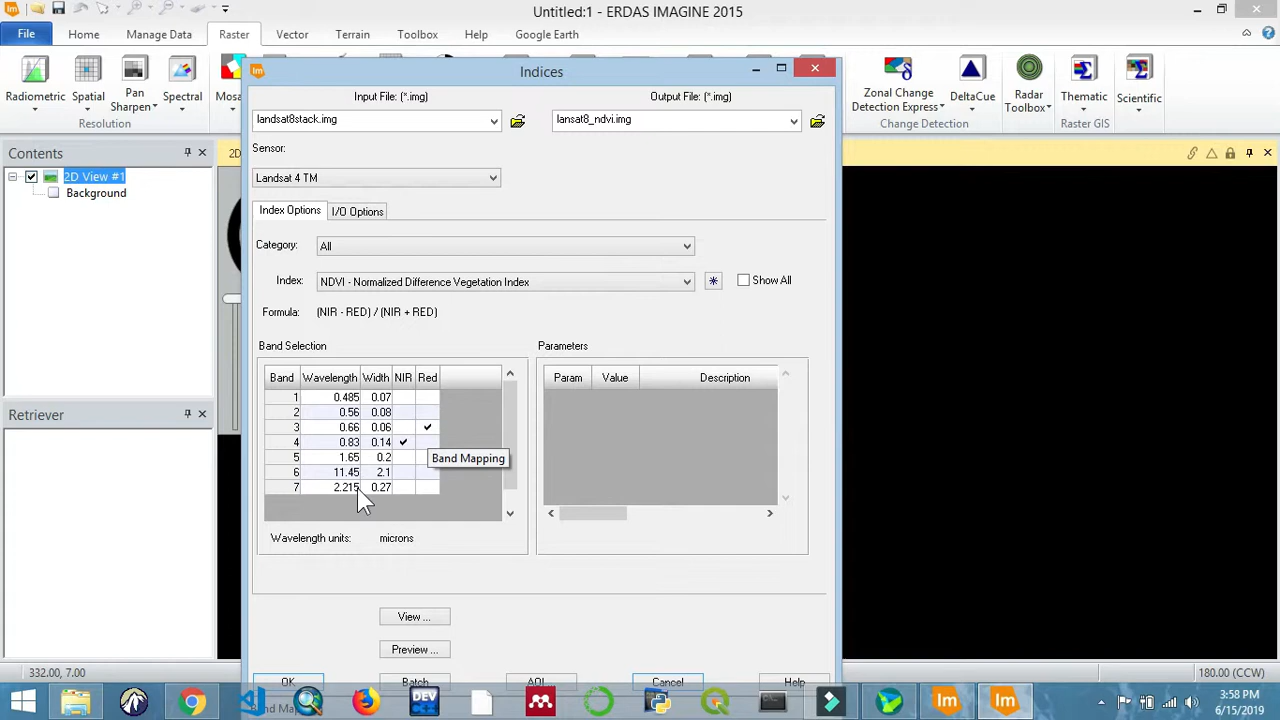 Untitled:1 - ERDAS IMAGINE 2015
File Home Manage Data Raster Vector Terrain Toolbox Help Google Earth
Radiometric Spatial Pan Sharpen Spectral Mosa
Resolution
Zonal Change Detection Express DeltaCue Radar Toolbox Thematic Scientific
Change Detection Raster GIS
Indices
Input File: (*.img) Output File: (*.img)
landsat8stack.img lansat8_ndvi.img
Sensor:
Landsat 4 TM
Index Options I/O Options
Category: All
Index: NDVI - Normalized Difference Vegetation Index Show All
Formula: (NIR - RED) / (NIR + RED)
Band Selection Parameters
Band Wavelength Width NIR Red
1 0.485 0.07
2 0.56 0.08
3 0.66 0.06 ✔
4 0.83 0.14 ✔
5 1.65 0.2
6 11.45 2.1
7 2.215 0.27
Param Value Description
Band Mapping
Wavelength units: microns
View ...
Preview ...
OK Batch AOI Cancel Help
Contents
2D View #1
Background
2D
Retriever
332.00, 7.00
180.00 (CCW)
DEV
3:58 PM
6/15/2019